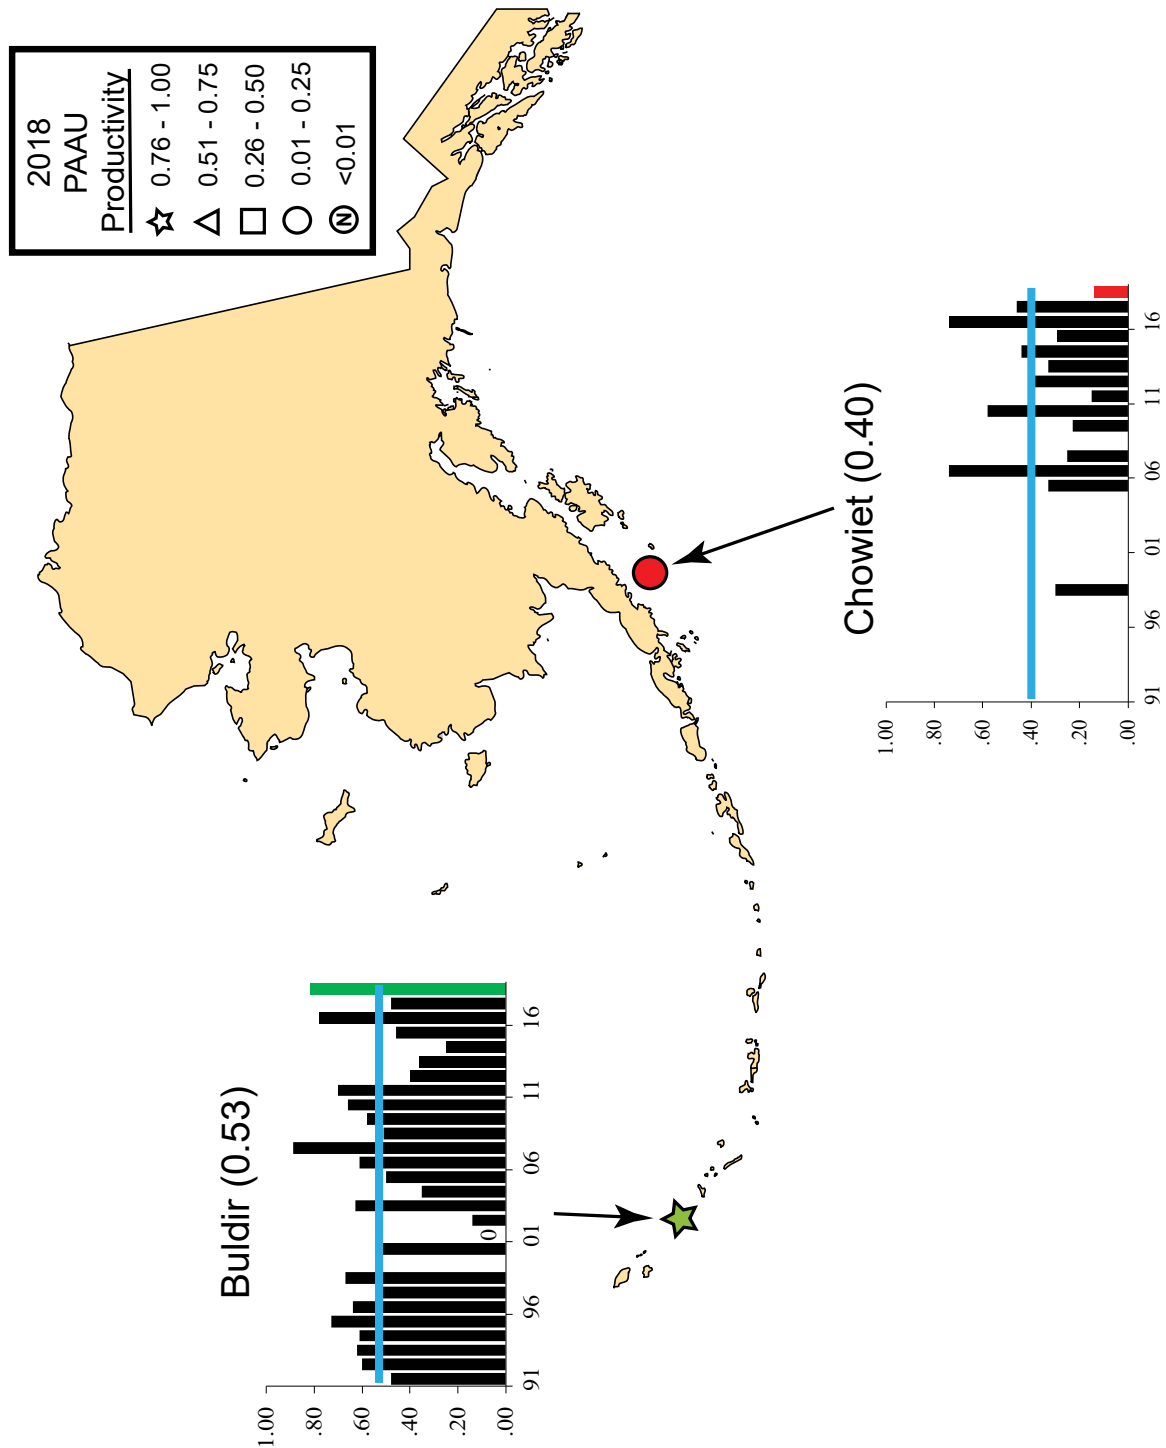 2018
PAAU
Productivity
0.76 - 1.00
0.51 - 0.75
0.26 - 0.50
0.01 - 0.25
N <0.01
Buldir (0.53)
1.00
.80
.60
.40
.20
.00
0
91 96 01 06 11 16
Chowiet (0.40)
1.00
.80
.60
.40
.20
.00
91 96 01 06 11 16